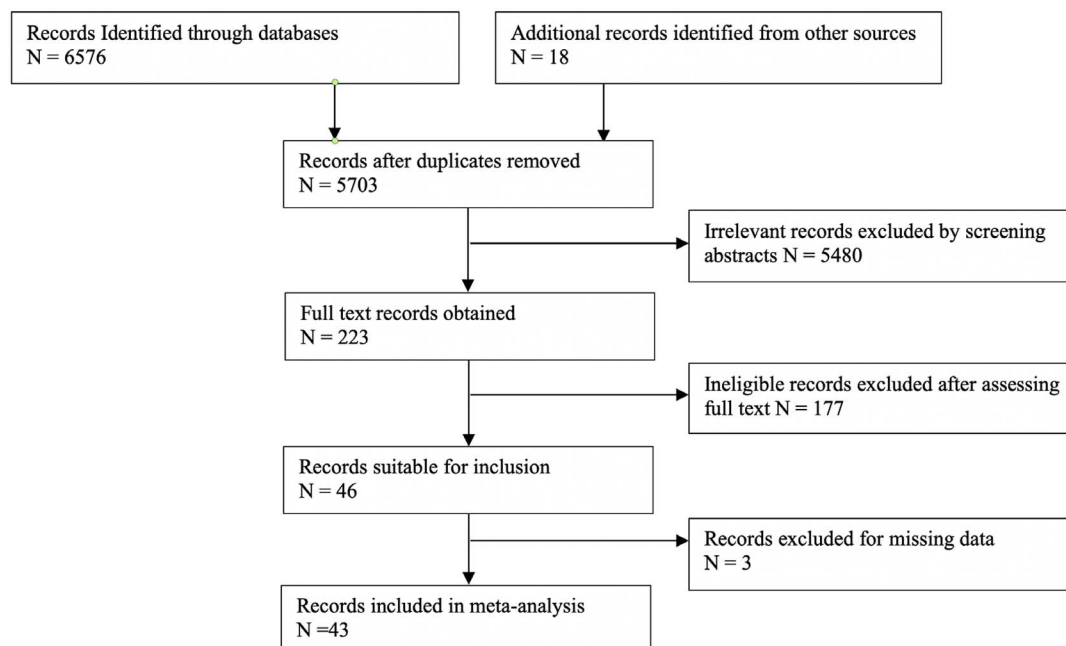 Records Identified through databases
N = 6576
Additional records identified from other sources
N = 18
Records after duplicates removed
N = 5703
Irrelevant records excluded by screening
abstracts N = 5480
Full text records obtained
N = 223
Ineligible records excluded after assessing
full text N = 177
Records suitable for inclusion
N = 46
Records excluded for missing data
N = 3
Records included in meta-analysis
N =43